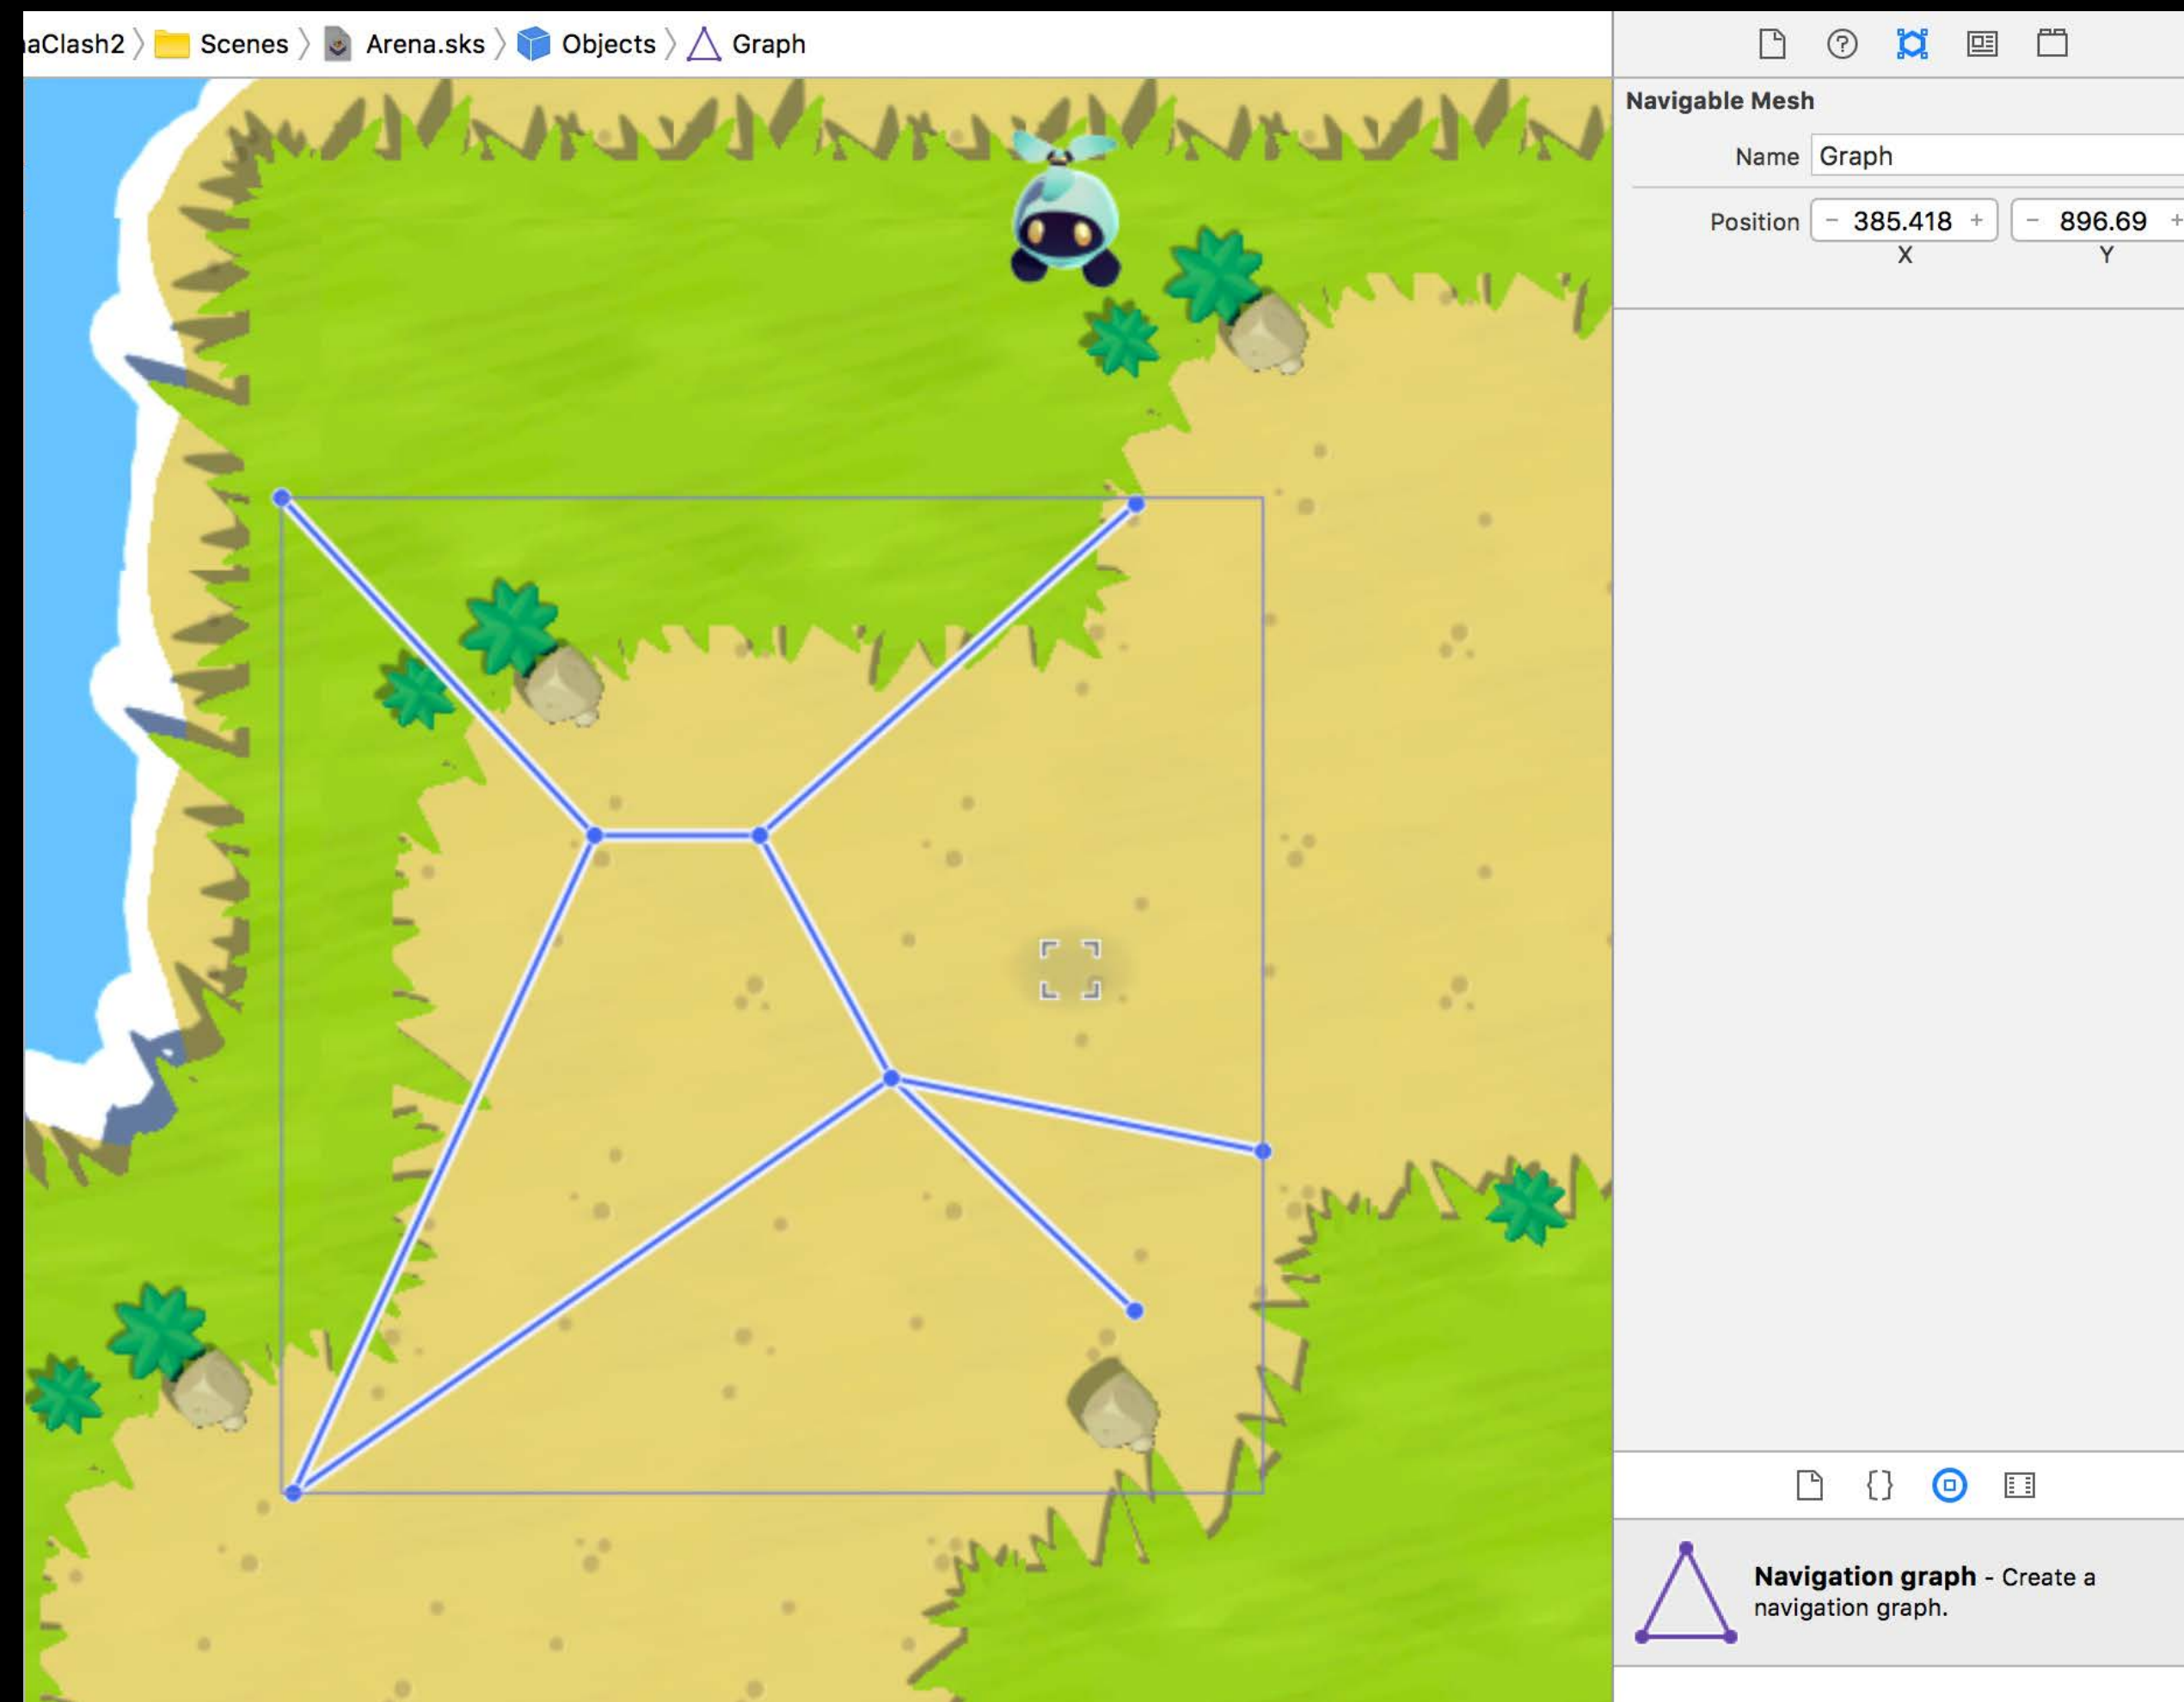 aClash2 Scenes Arena.sks Objects Graph
Navigable Mesh
Name Graph
Position − 385.418 + − 896.69 +
X Y
Navigation graph - Create a
navigation graph.